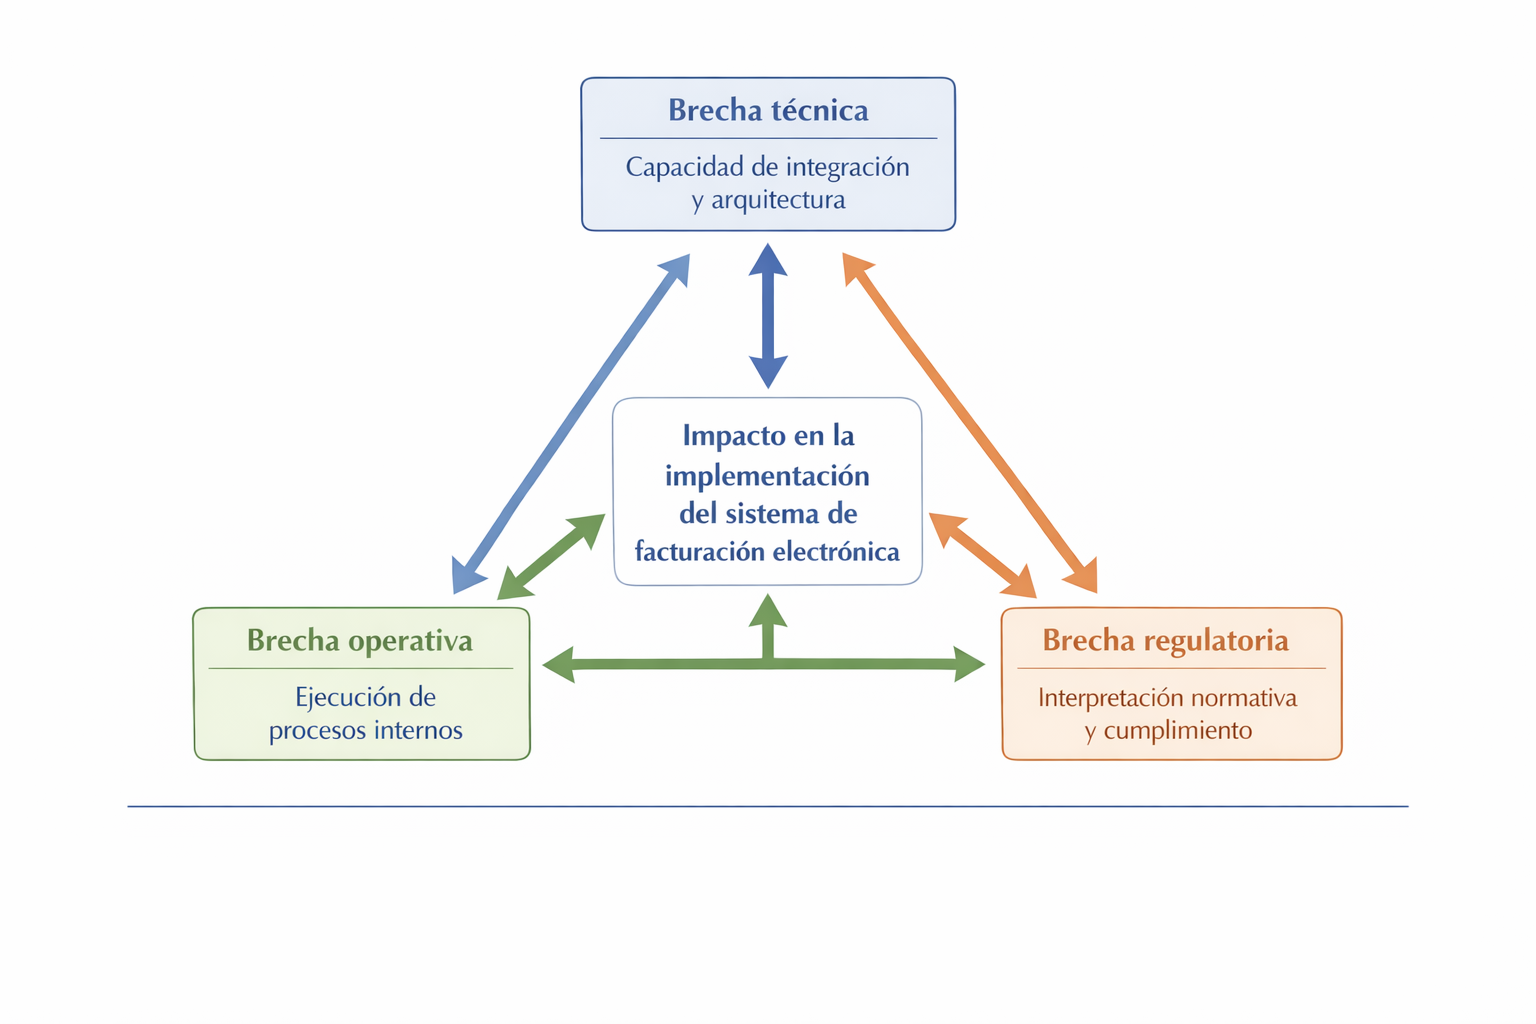 Brecha técnica
Capacidad de integración
y arquitectura
Impacto en la
implementación
del sistema de
facturación electrónica
Brecha operativa
Ejecución de
procesos internos
Brecha regulatoria
Interpretación normativa
y cumplimiento